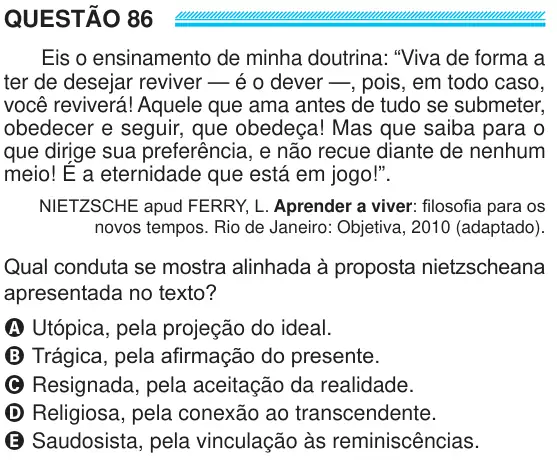 QUESTÃO 86
Eis o ensinamento de minha doutrina: “Viva de forma a
ter de desejar reviver — é o dever —, pois, em todo caso,
você reviverá! Aquele que ama antes de tudo se submeter,
obedecer e seguir, que obedeça! Mas que saiba para o
que dirige sua preferência, e não recue diante de nenhum
meio! É a eternidade que está em jogo!”.
NIETZSCHE apud FERRY, L. Aprender a viver: filosofia para os
novos tempos. Rio de Janeiro: Objetiva, 2010 (adaptado).
Qual conduta se mostra alinhada à proposta nietzscheana
apresentada no texto?
A Utópica, pela projeção do ideal.
B Trágica, pela afirmação do presente.
C Resignada, pela aceitação da realidade.
D Religiosa, pela conexão ao transcendente.
E Saudosista, pela vinculação às reminiscências.